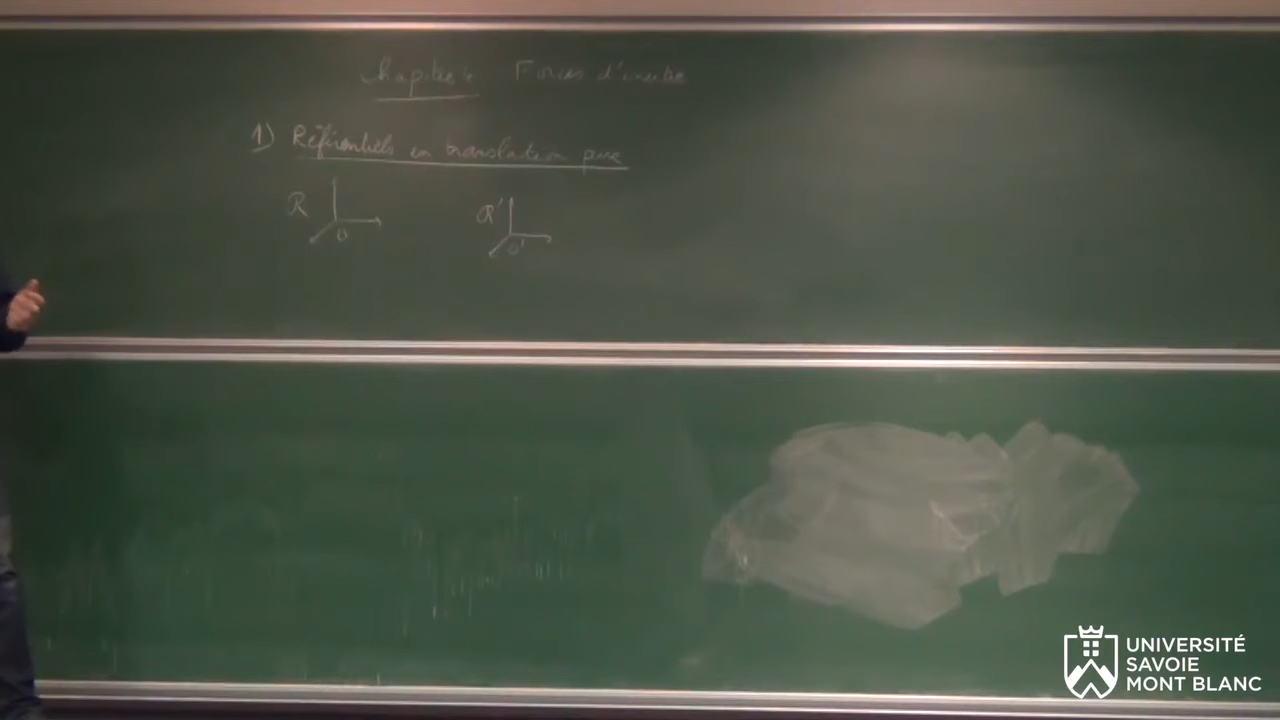 Chapitre 4 Forces d'inertie
1) Référentiels en translation pure
R R'
O O'
UNIVERSITÉ
SAVOIE
MONT BLANC